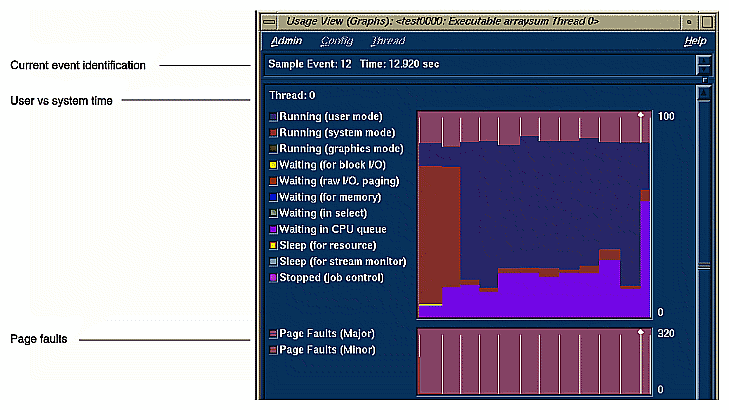 Usage View (Graphs): <test0000: Executable arraysum Thread 0>
Admin Config Thread Help
Current event identification
Sample Event: 12 Time: 12.920 sec
User vs system time
Thread: 0
Running (user mode)
100
Running (system mode)
Running (graphics mode)
Waiting (for block I/O)
Waiting (raw I/O, paging)
Waiting (for memory)
Waiting (in select)
Waiting in CPU queue
Sleep (for resource)
Sleep (for stream monitor)
Stopped (job control)
0
Page faults
Page Faults (Major)
320
Page Faults (Minor)
0